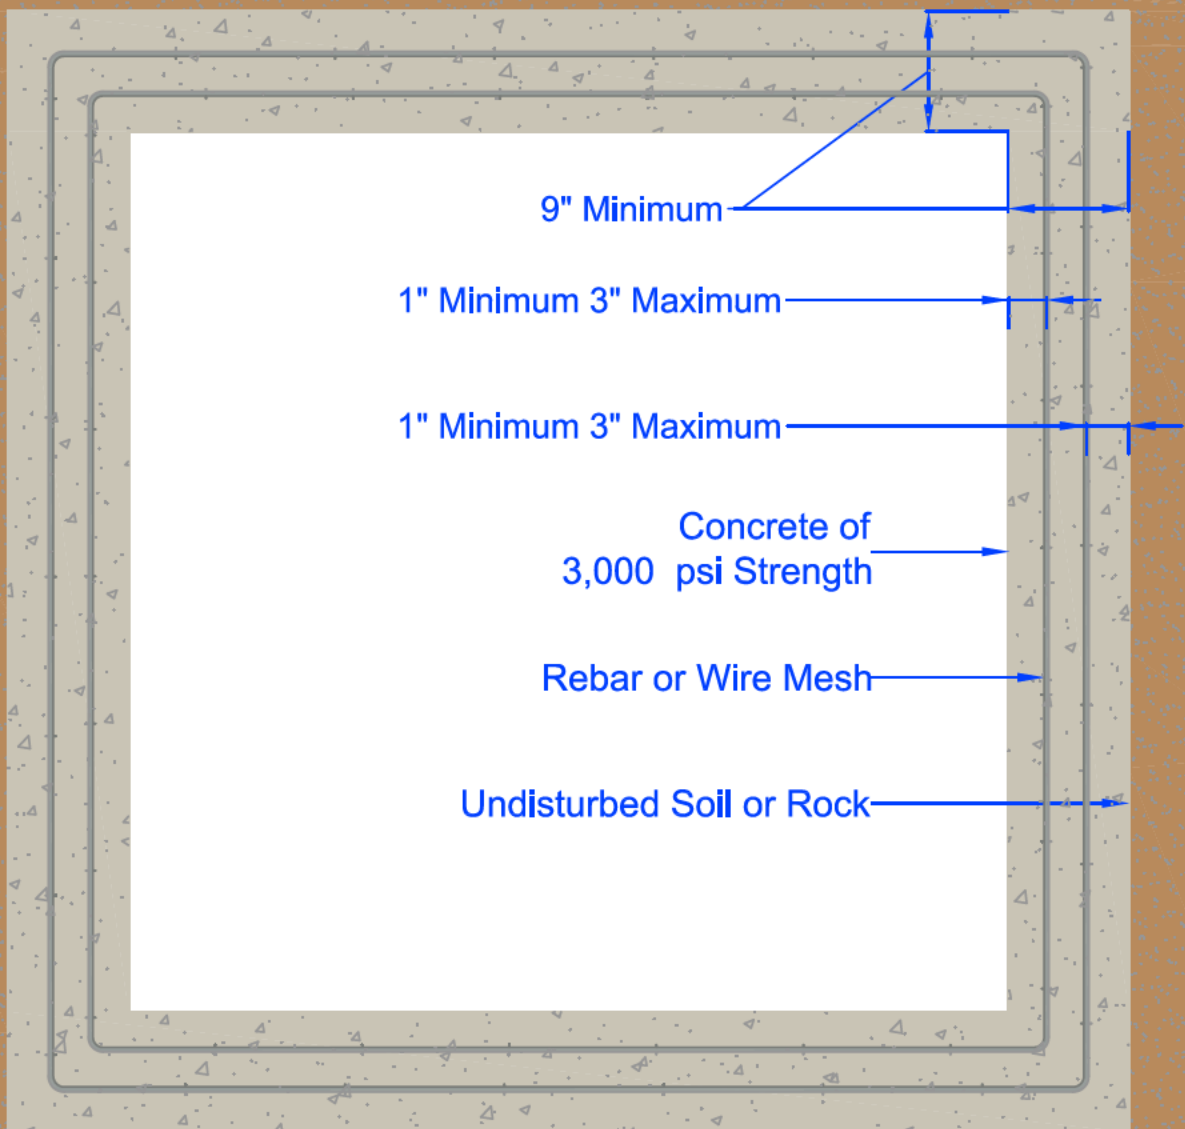 9" Minimum
1" Minimum 3" Maximum
1" Minimum 3" Maximum
Concrete of
3,000 psi Strength
Rebar or Wire Mesh
Undisturbed Soil or Rock